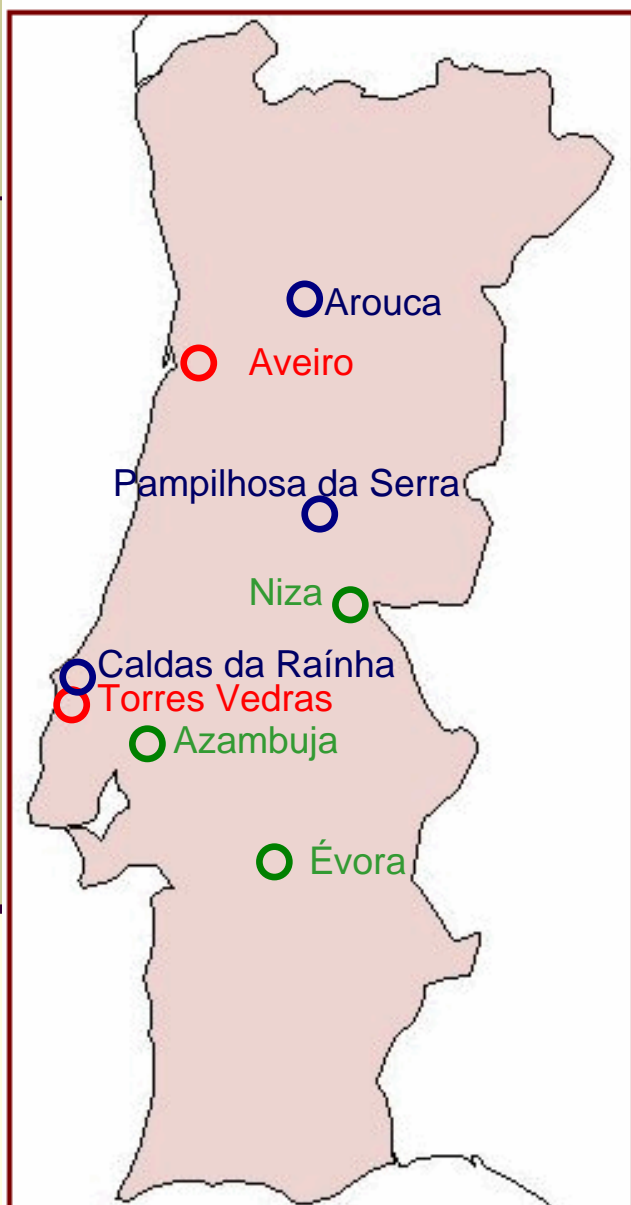 Arouca
Aveiro
Pampilhosa da Serra
Niza
Caldas da Raínha
Torres Vedras
Azambuja
Évora